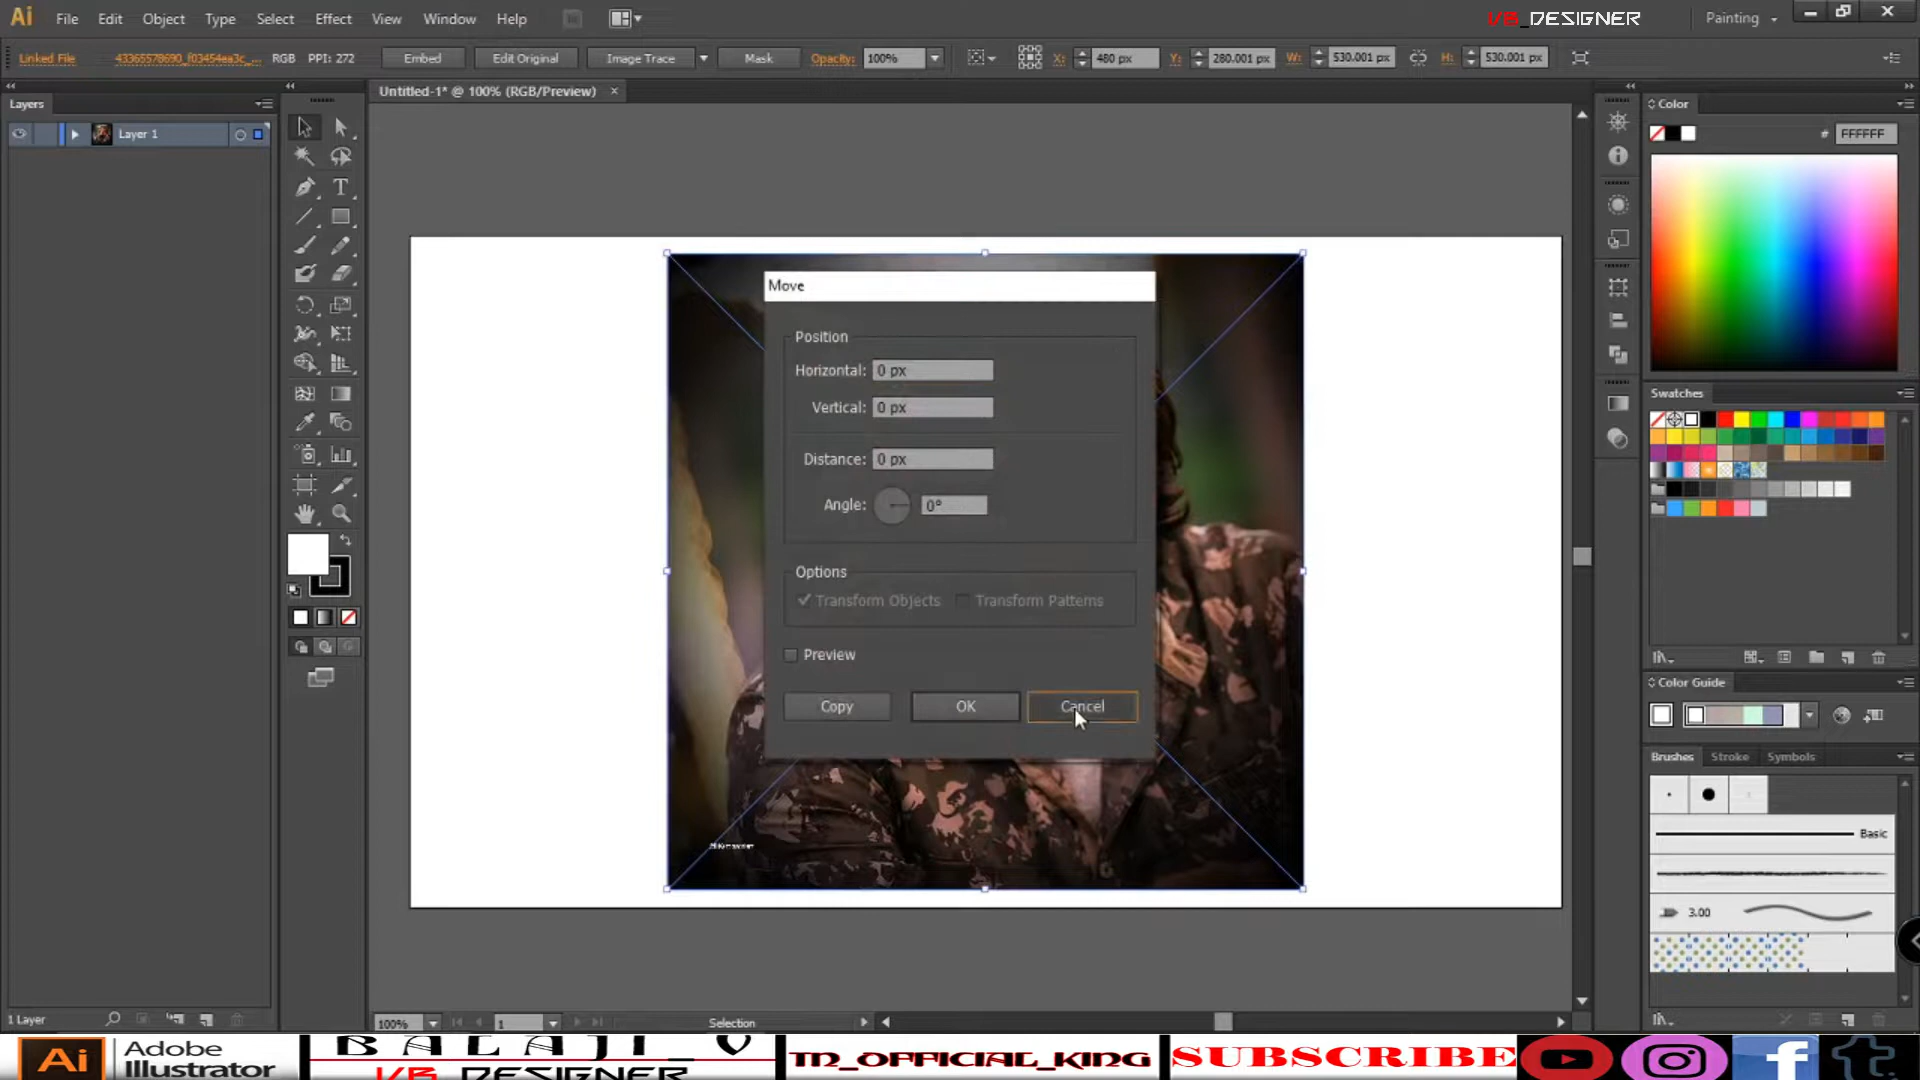 Ai File Edit Object Type Select Effect View Window Help
VB_DESIGNER
Painting
Linked File 43365578690_f03454ea3c_... RGB PPI: 272 Embed Edit Original Image Trace Mask Opacity: 100% X: 480 px Y: 280.001 px W: 530.001 px H: 530.001 px
Layers
Untitled-1* @ 100% (RGB/Preview) ×
Color
Layer 1
# FFFFFF
Move
Position
Horizontal: 0 px
Vertical: 0 px
Distance: 0 px
Angle: 0°
Options
Transform Objects Transform Patterns
Preview
Copy OK Cancel
Swatches
Color Guide
Brushes Stroke Symbols
Basic
3.00
1 Layer
100% 1 Selection
Ai Adobe
Illustrator
BALAJI_V
VB DESIGNER
TM_OFFICIAL_KING
SUBSCRIBE